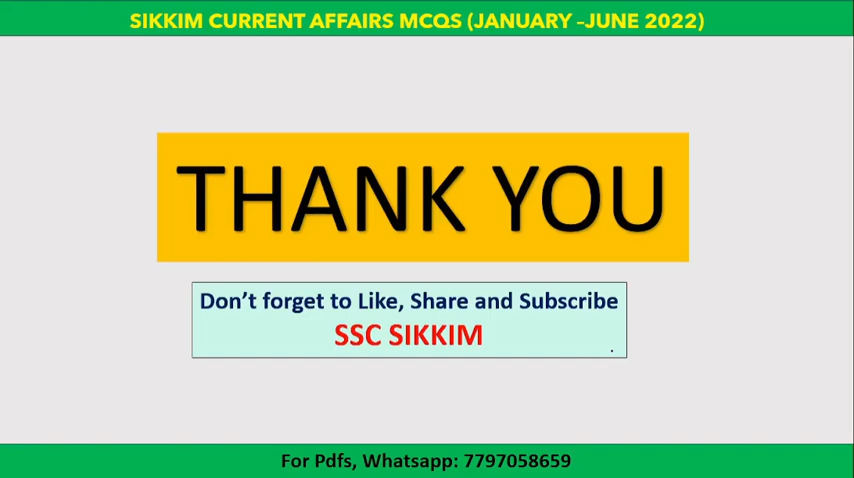 SIKKIM CURRENT AFFAIRS MCQS (JANUARY –JUNE 2022)
THANK YOU
Don't forget to Like, Share and Subscribe
SSC SIKKIM
.
For Pdfs, Whatsapp: 7797058659